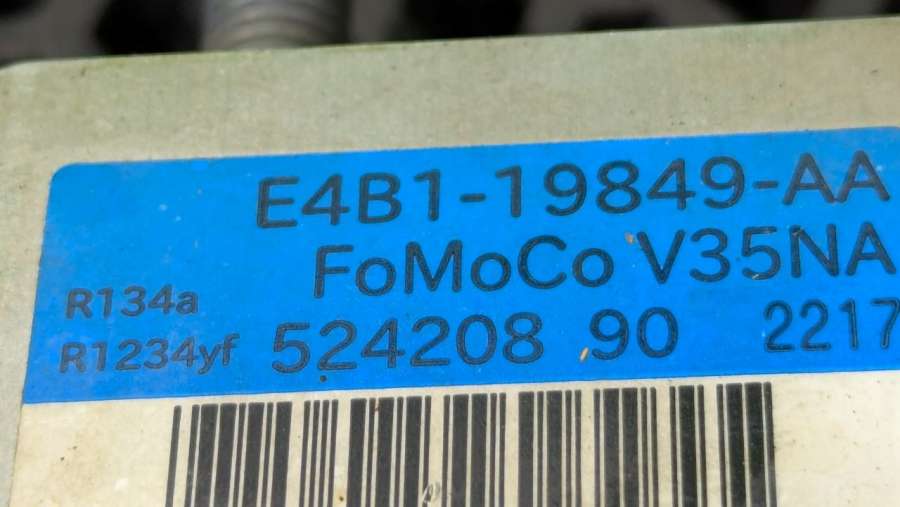 E4B1-19849-AA
FoMoCo V35NA
R134a
R1234yf 524208 90 2217